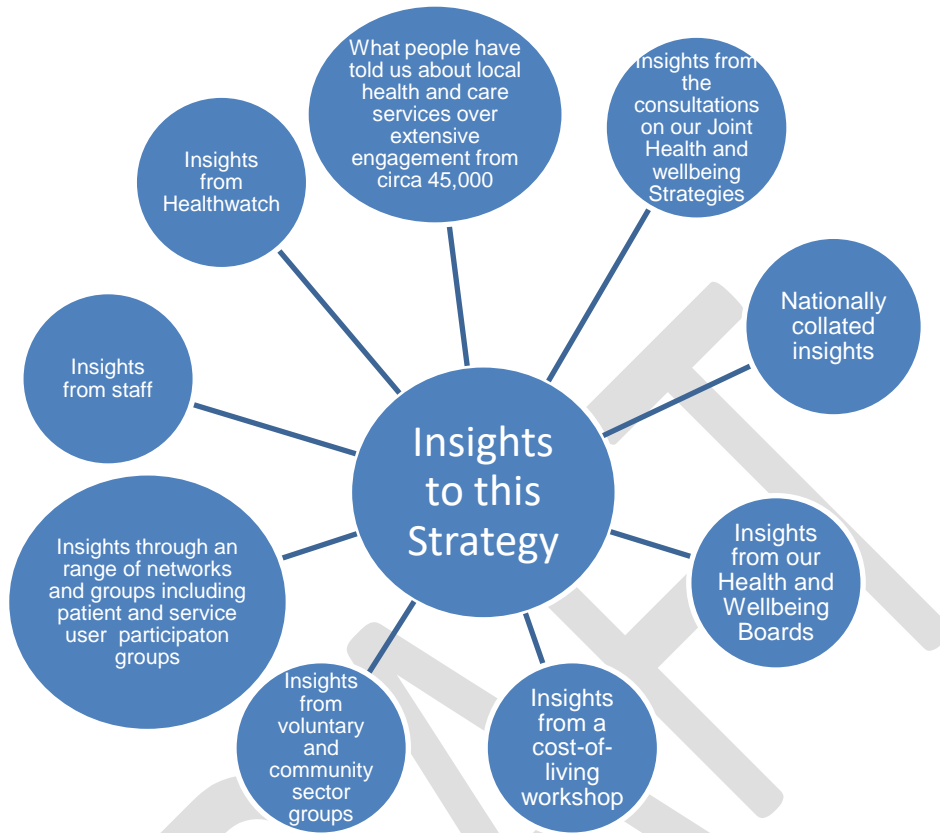 What people have
told us about local
health and care
services over
extensive
engagement from
circa 45,000
Insights from
the
consultations
on our Joint
Health and
wellbeing
Strategies
Nationally
collated
insights
Insights
from our
Health and
Wellbeing
Boards
Insights
from a
cost-of-
living
workshop
Insights
from
voluntary
and
community
sector
groups
Insights through an
range of networks
and groups including
patient and service
user participaton
groups
Insights
from staff
Insights
from
Healthwatch
Insights
to this
Strategy